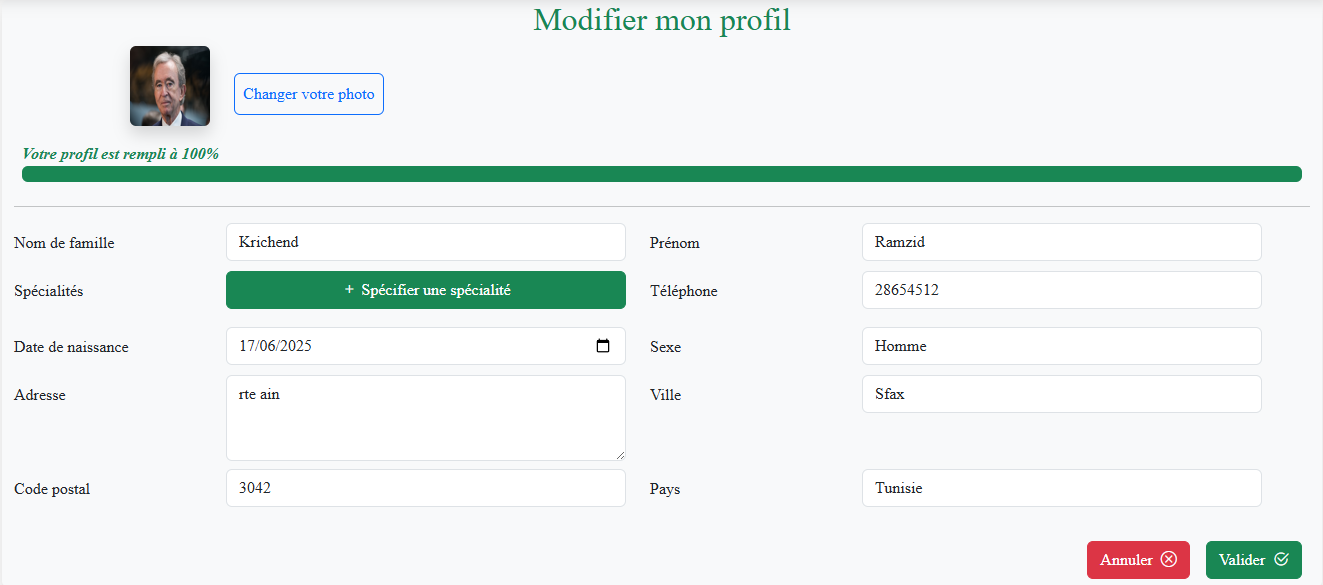 Modifier mon profil
Changer votre photo
Votre profil est rempli à 100%
Nom de famille
Krichend
Prénom
Ramzid
Spécialités
+ Spécifier une spécialité
Téléphone
28654512
Date de naissance
17/06/2025
Sexe
Homme
Adresse
rte ain
Ville
Sfax
Code postal
3042
Pays
Tunisie
Annuler
Valider